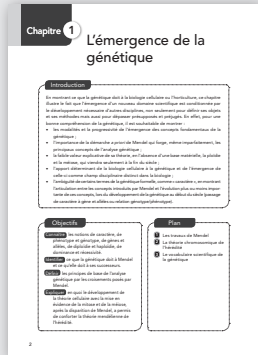 Chapitre 1
L'émergence de la
génétique
Introduction
En montrant ce que la génétique doit à la biologie cellulaire ou l'horticulture, ce chapitre
illustre le fait que l'émergence d'un nouveau domaine scientifique est conditionnée par
le développement nécessaire d'autres disciplines, non seulement pour définir ses objets
et ses méthodes mais aussi pour dépasser présupposés et préjugés. En effet, pour une
bonne compréhension de la génétique, il est souhaitable de montrer :
• les modalités et la progressivité de l'émergence des concepts fondamentaux de la
génétique ;
• l'importance de la démarche a priori de Mendel qui forge, même imparfaitement, les
principaux concepts de l'analyse génétique ;
• la faible valeur explicative de sa théorie, en l'absence d'une base matérielle, la ploïdie
et la méiose, qui viendra seulement à la fin du siècle ;
• l'apport déterminant de la biologie cellulaire à la génétique et de l'émergence de
celle-ci comme champ disciplinaire distinct dans la biologie ;
• l'ambiguïté de certains termes de la génétique formelle, comme « caractère », en montrant
l'articulation entre les concepts introduits par Mendel et l'évolution plus ou moins impor-
tante de ses concepts, lors du développement de la génétique au début du siècle (passage
de caractère à gène et allèles ou relation génotype/phénotype).
Objectifs
Connaître les notions de caractère, de
phénotype et génotype, de gènes et
allèles, de diploïdie et haploïdie, de
dominance et récessivité.
Identifier ce que la génétique doit à Mendel
et ce qu'elle doit à ses successeurs.
les principes de base de l'analyse
génétique par les croisements posés par
Mendel.
Expliquer en quoi le développement de
la théorie cellulaire avec la mise en
évidence de la mitose et de la méiose,
après la disparition de Mendel, a permis
de conforter la théorie mendélienne de
l'hérédité.
Plan
1 Les travaux de Mendel
2 La théorie chromosomique de
l'hérédité
3 Le vocabulaire scientifique de
la génétique
2